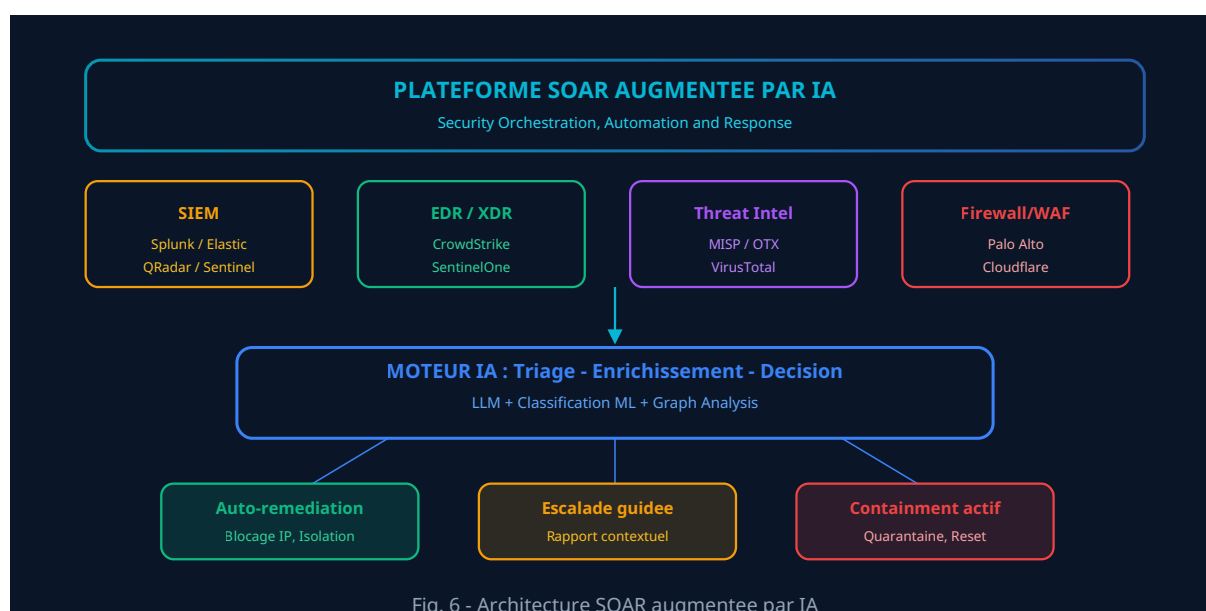 PLATEFORME SOAR AUGMENTEE PAR IA
Security Orchestration, Automation and Response
SIEM
Splunk / Elastic
QRadar / Sentinel
EDR / XDR
CrowdStrike
SentinelOne
Threat Intel
MISP / OTX
VirusTotal
Firewall/WAF
Palo Alto
Cloudflare
MOTEUR IA : Triage - Enrichissement - Decision
LLM + Classification ML + Graph Analysis
Auto-remediation
Blocage IP, Isolation
Escalade guidee
Rapport contextuel
Containment actif
Quarantaine, Reset
Fig. 6 - Architecture SOAR augmentee par IA